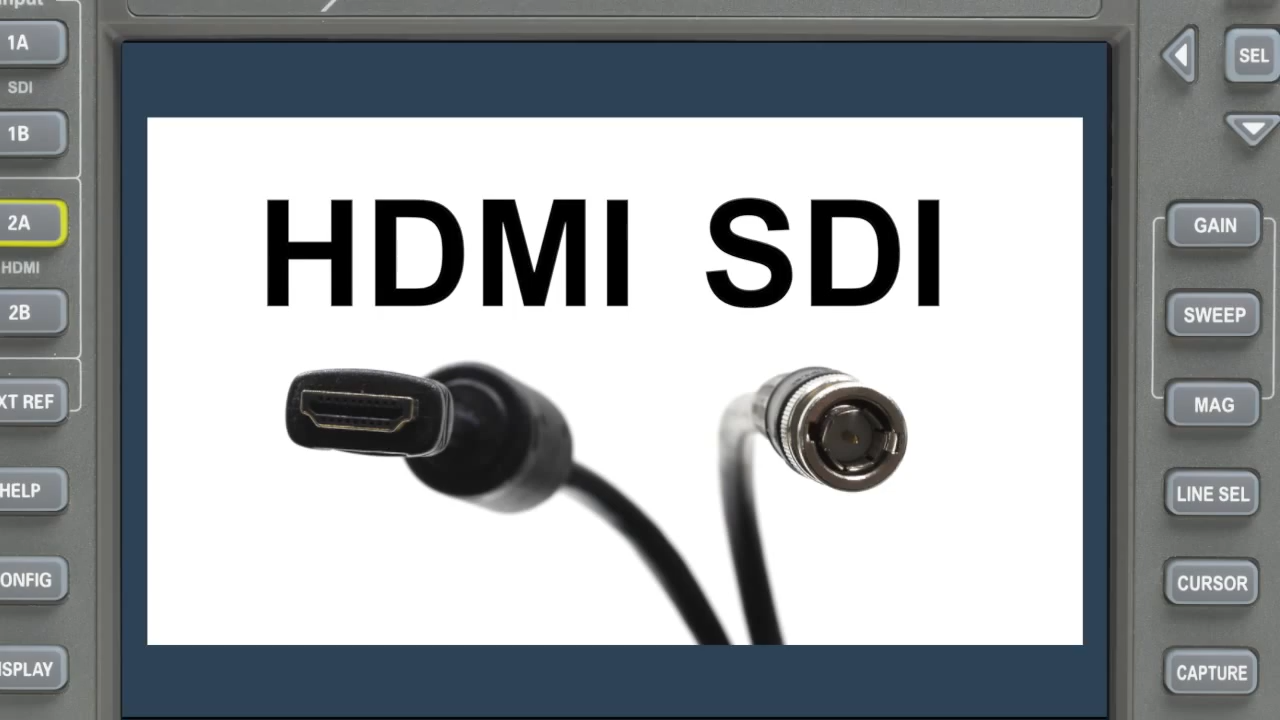 Input
1A
SDI
1B
2A
HDMI
2B
XT REF
HELP
ONFIG
ISPLAY
HDMI SDI
SEL
GAIN
SWEEP
MAG
LINE SEL
CURSOR
CAPTURE